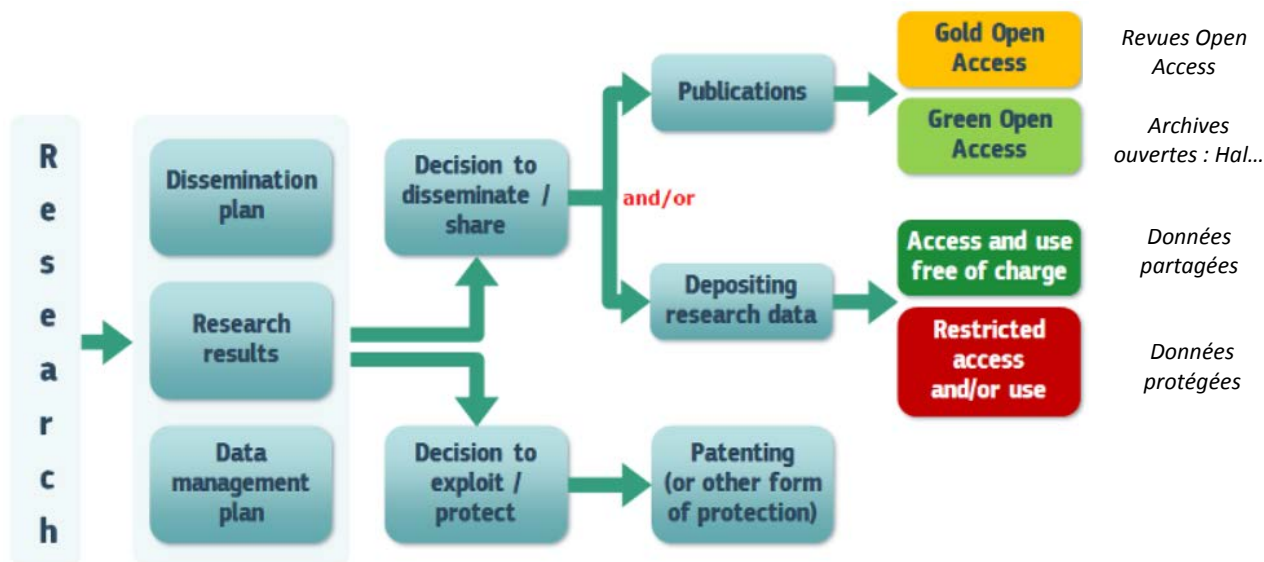 Research
Dissemination
plan
Research
results
Data
management
plan
Decision to
disseminate /
share
Decision to
exploit /
protect
and/or
Publications
Depositing
research data
Patenting
(or other form
of protection)
Gold Open
Access
Revues Open
Access
Green Open
Access
Archives
ouvertes : Hal...
Access and use
free of charge
Données
partagées
Restricted
access
and/or use
Données
protégées